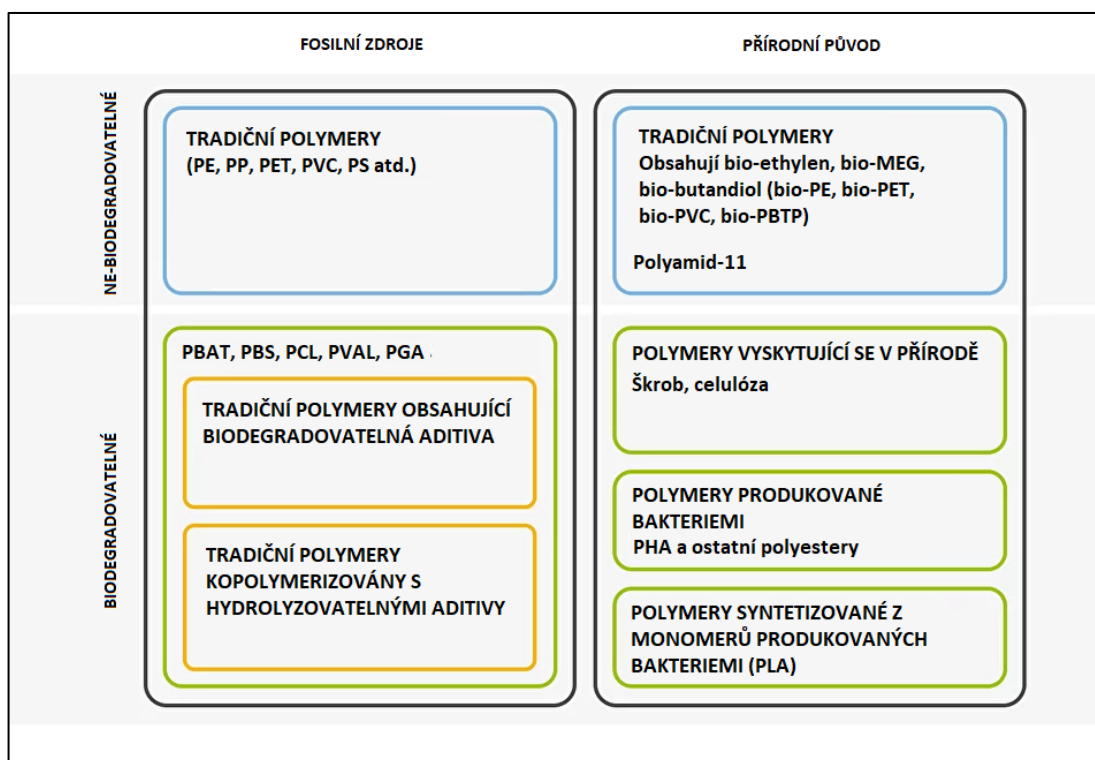 FOSILNÍ ZDROJE
PŘÍRODNÍ PŮVOD
NE-BIODEGRADOVATELNÉ
TRADIČNÍ POLYMERY
(PE, PP, PET, PVC, PS atd.)
TRADIČNÍ POLYMERY
Obsahují bio-ethylen, bio-MEG,
bio-butandiol (bio-PE, bio-PET,
bio-PVC, bio-PBTP)
Polyamid-11
BIODEGRADOVATELNÉ
PBAT, PBS, PCL, PVAL, PGA
TRADIČNÍ POLYMERY OBSAHUJÍCÍ
BIODEGRADOVATELNÁ ADITIVA
TRADIČNÍ POLYMERY
KOPOLYMERIZOVÁNY S
HYDROLYZOVATELNÝMI ADITIVY
POLYMERY VYSKYTUJÍCÍ SE V PŘÍRODĚ
Škrob, celulóza
POLYMERY PRODUKOVANÉ
BAKTERIEMI
PHA a ostatní polyestery
POLYMERY SYNTETIZOVANÉ Z
MONOMERŮ PRODUKOVANÝCH
BAKTERIEMI (PLA)